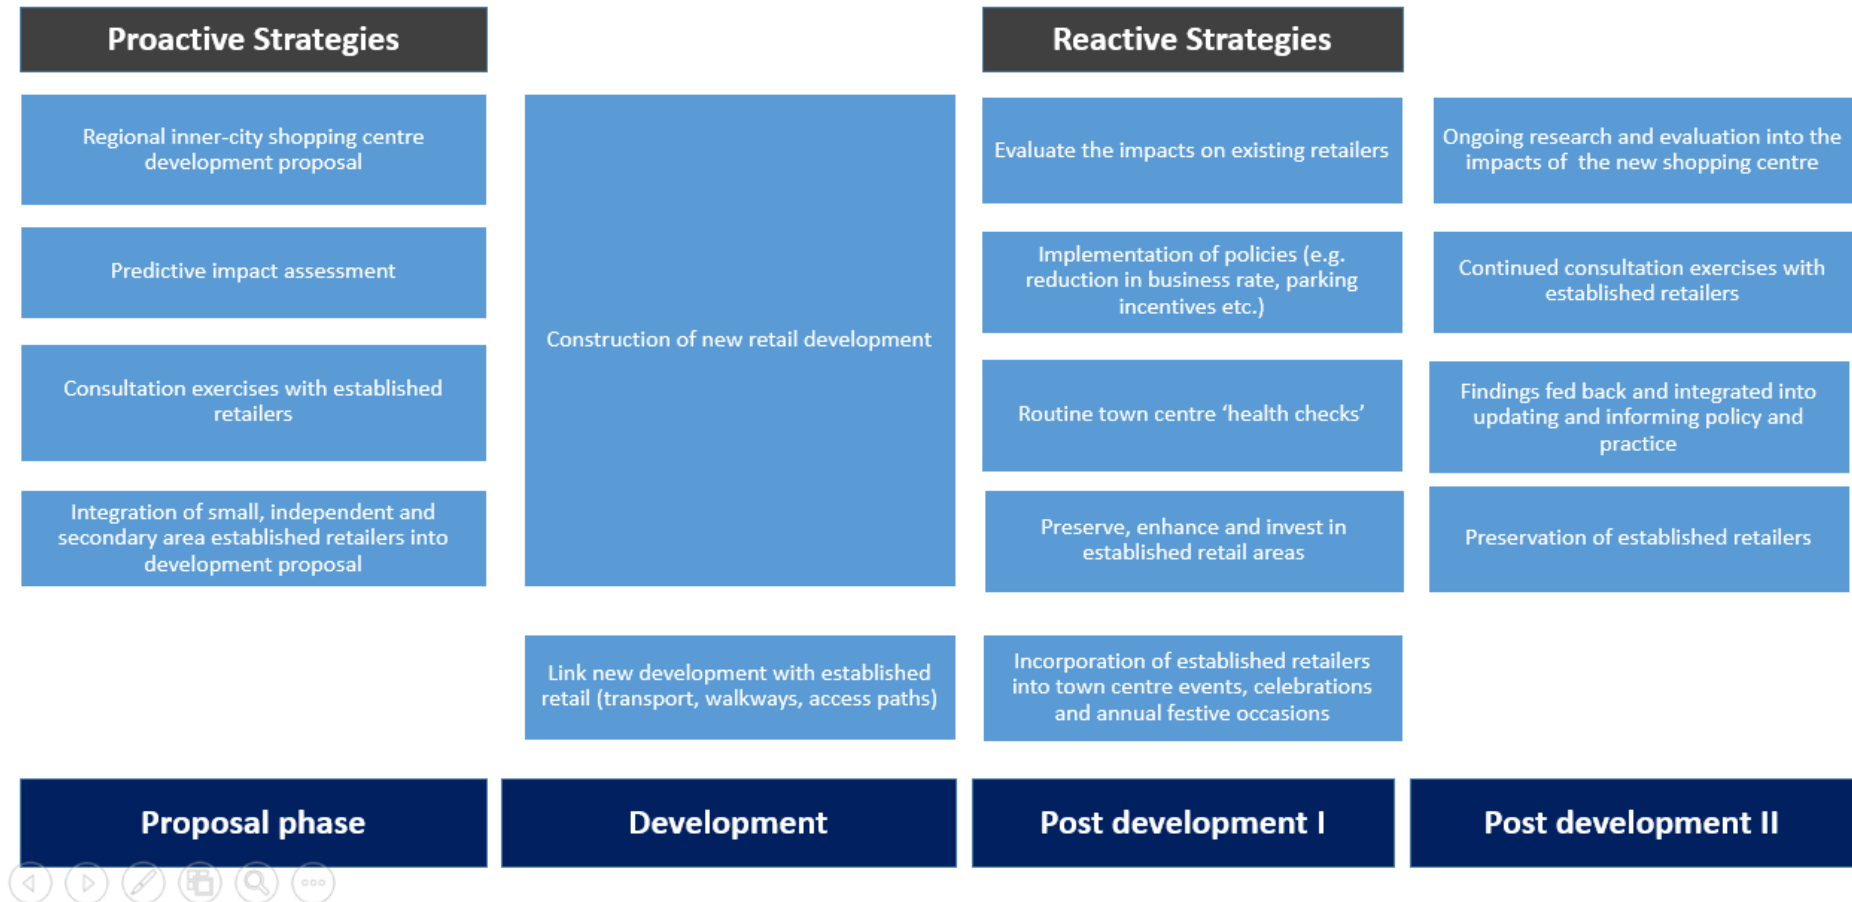 Proactive Strategies
Reactive Strategies
Regional inner-city shopping centre
development proposal
Predictive impact assessment
Consultation exercises with established
retailers
Integration of small, independent and
secondary area established retailers into
development proposal
Construction of new retail development
Link new development with established
retail (transport, walkways, access paths)
Evaluate the impacts on existing retailers
Implementation of policies (e.g.
reduction in business rate, parking
incentives etc.)
Routine town centre ‘health checks’
Preserve, enhance and invest in
established retail areas
Incorporation of established retailers
into town centre events, celebrations
and annual festive occasions
Ongoing research and evaluation into the
impacts of  the new shopping centre
Continued consultation exercises with
established retailers
Findings fed back and integrated into
updating and informing policy and
practice
Preservation of established retailers
Proposal phase
Development
Post development I
Post development II